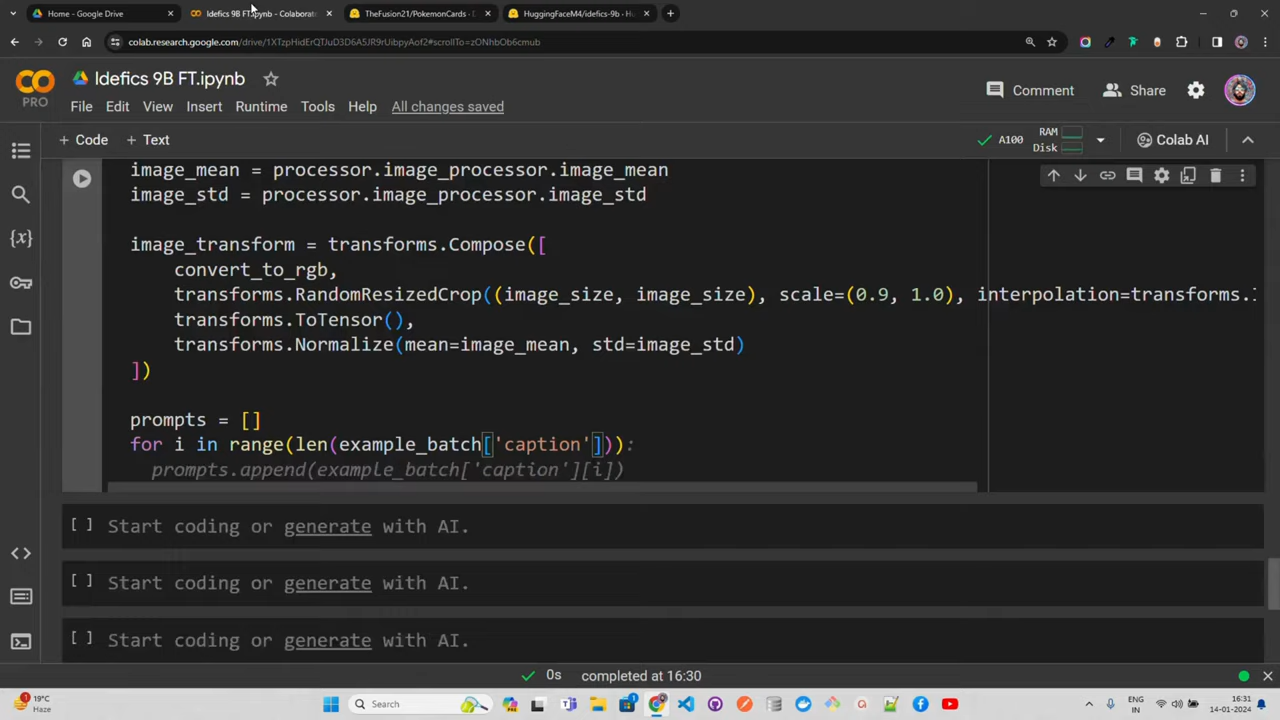 Home - Google Drive
Idefics 9B FT.ipynb - Colaborato
TheFusion21/PokemonCards - D
HuggingFaceM4/idefics-9b · Hu
colab.research.google.com/drive/1XTzpHidErQTJuD3D6A5JR9rUibpyAof2#scrollTo=zONhbOb6cmub
CO
PRO
Idefics 9B FT.ipynb
File Edit View Insert Runtime Tools Help All changes saved
Comment
Share
+ Code + Text
A100
RAM
Disk
Colab AI
image_mean = processor.image_processor.image_mean
image_std = processor.image_processor.image_std
image_transform = transforms.Compose([
convert_to_rgb,
transforms.RandomResizedCrop((image_size, image_size), scale=(0.9, 1.0), interpolation=transforms.
transforms.ToTensor(),
transforms.Normalize(mean=image_mean, std=image_std)
])
prompts = []
for i in range(len(example_batch['caption'])):
prompts.append(example_batch['caption'][i])
[ ] Start coding or generate with AI.
[ ] Start coding or generate with AI.
[ ] Start coding or generate with AI.
0s completed at 16:30
19°C
Haze
Search
ENG
IN
16:31
14-01-2024